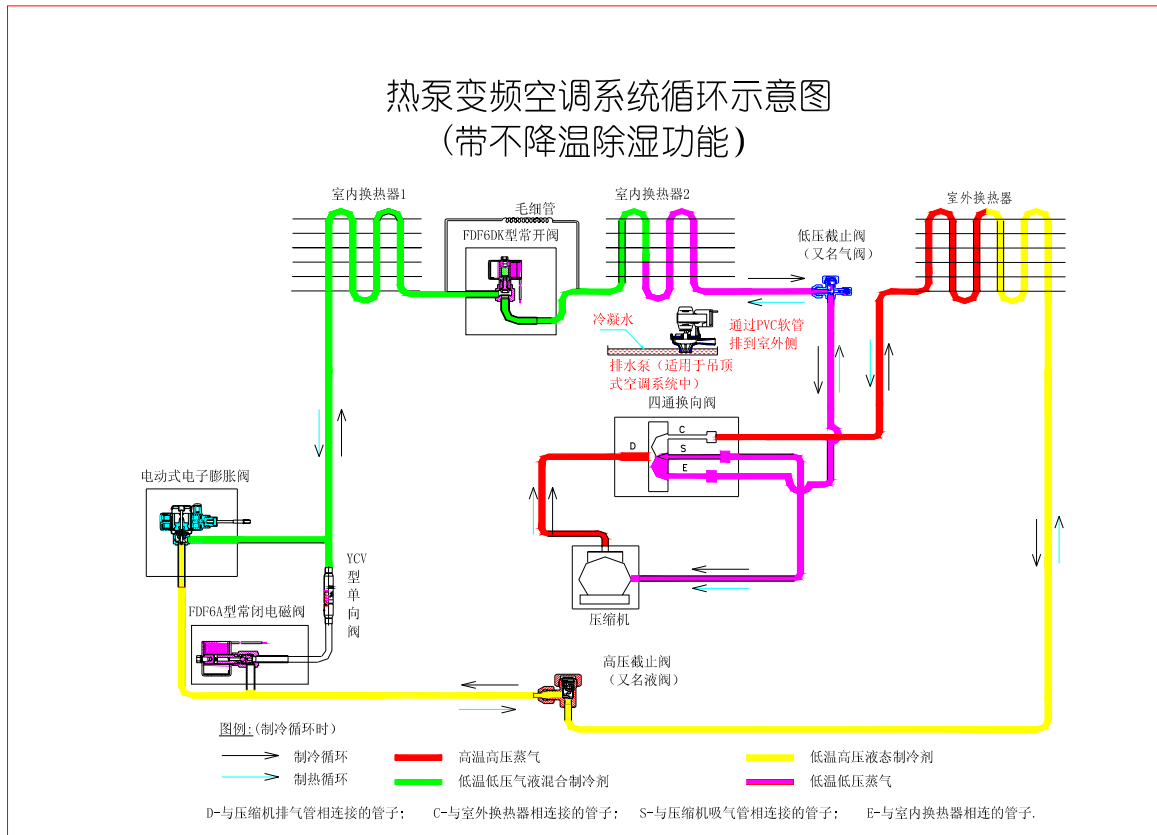 热泵变频空调系统循环示意图
(带不降温除湿功能)
室内换热器1
毛细管
室内换热器2
室外换热器
FDF6DK型常开阀
低压截止阀
(又名气阀)
冷凝水
通过PVC软管
排到室外侧
排水泵(适用于吊顶
式空调系统中)
四通换向阀
C
D
S
E
电动式电子膨胀阀
YCV
型
单
向
阀
FDF6A型常闭电磁阀
压缩机
高压截止阀
(又名液阀)
图例:(制冷循环时)
制冷循环
高温高压蒸气
低温高压液态制冷剂
制热循环
低温低压气液混合制冷剂
低温低压蒸气
D-与压缩机排气管相连接的管子; C-与室外换热器相连接的管子; S-与压缩机吸气管相连接的管子; E-与室内换热器相连的管子.